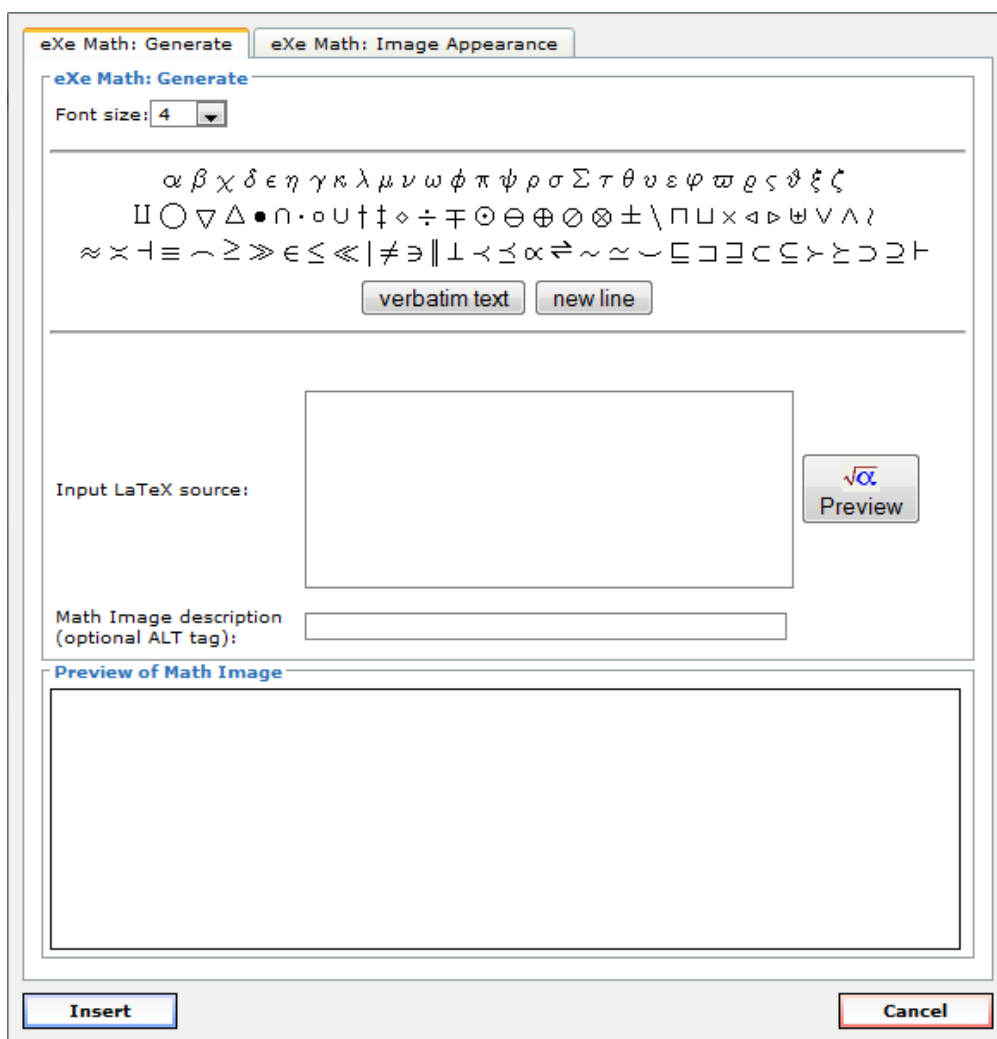 eXe Math: Generate eXe Math: Image Appearance
eXe Math: Generate
Font size: 4
α β χ δ ϵ η γ κ λ μ ν ω ϕ π ψ ρ σ Σ τ θ υ ε φ ϖ ϱ ς ϑ ξ ζ
⨿ ◯ ▽ △ • ∩ · ∘ ∪ † ‡ ⋄ ÷ ∓ ⊙ ⊖ ⊕ ⊘ ⊗ ± \ ⊓ ⊔ × ◃ ▹ ⊎ ∨ ∧ ≀
≈ ≍ ⊣ ≡ ⌢ ≥ ≫ ∈ ≤ ≪ | ≠ ∋ ∥ ⊥ ≺ ⪯ ∝ ⇌ ∼ ≃ ⌣ ⊑ ⊐ ⊒ ⊂ ⊆ ≻ ⪰ ⊃ ⊇ ⊢
verbatim text new line
Input LaTeX source:
√α
Preview
Math Image description
(optional ALT tag):
Preview of Math Image
Insert Cancel